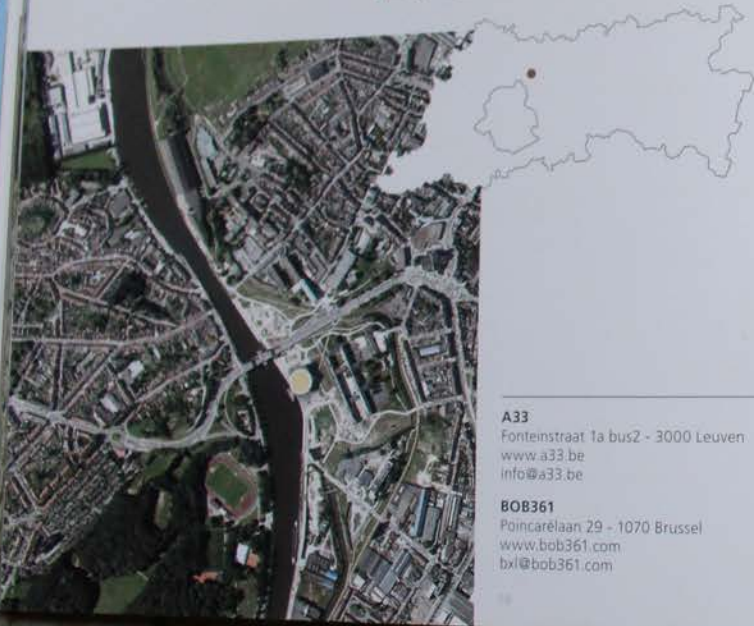 A33
Fonteinstraat 1a bus2 - 3000 Leuven
www.a33.be
info@a33.be
BOB361
Poincarélaan 29 - 1070 Brussel
www.bob361.com
bxl@bob361.com